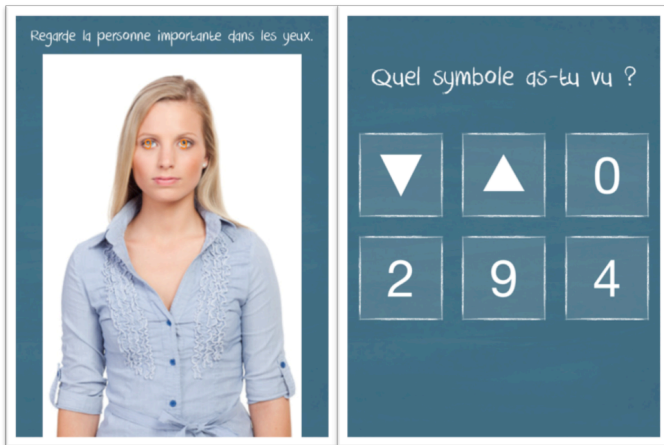 Regarde la personne importante dans les yeux.
Quel symbole as-tu vu ?
▼ ▲ 0
2 9 4